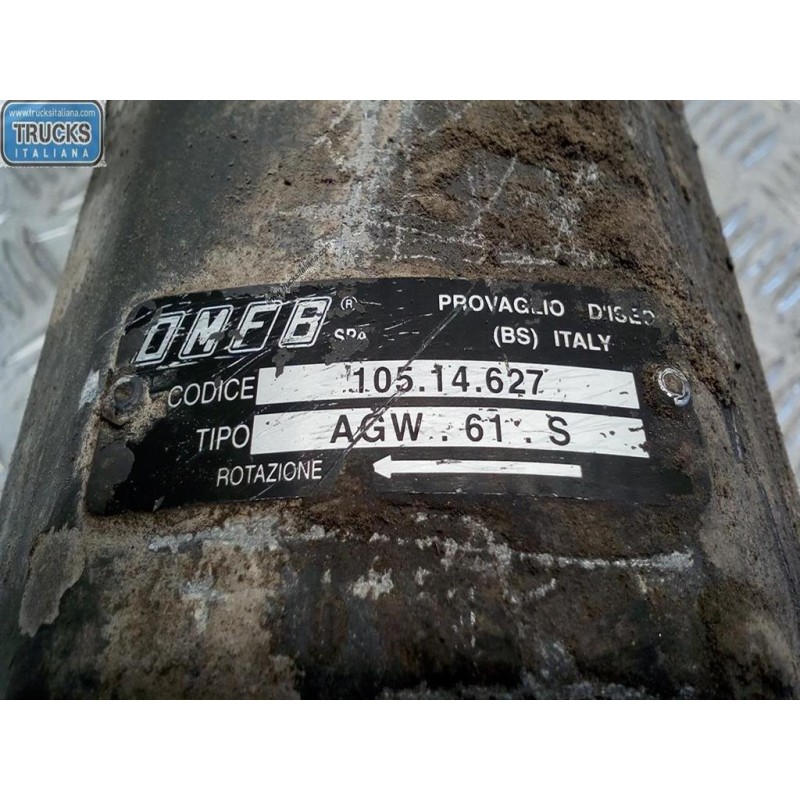 www.trucksitaliana.com
TRUCKS
ITALIANA
OMFB ® SPA
PROVAGLIO D'ISEO
(BS) ITALY
CODICE 105.14.627
TIPO AGW . 61 . S
ROTAZIONE